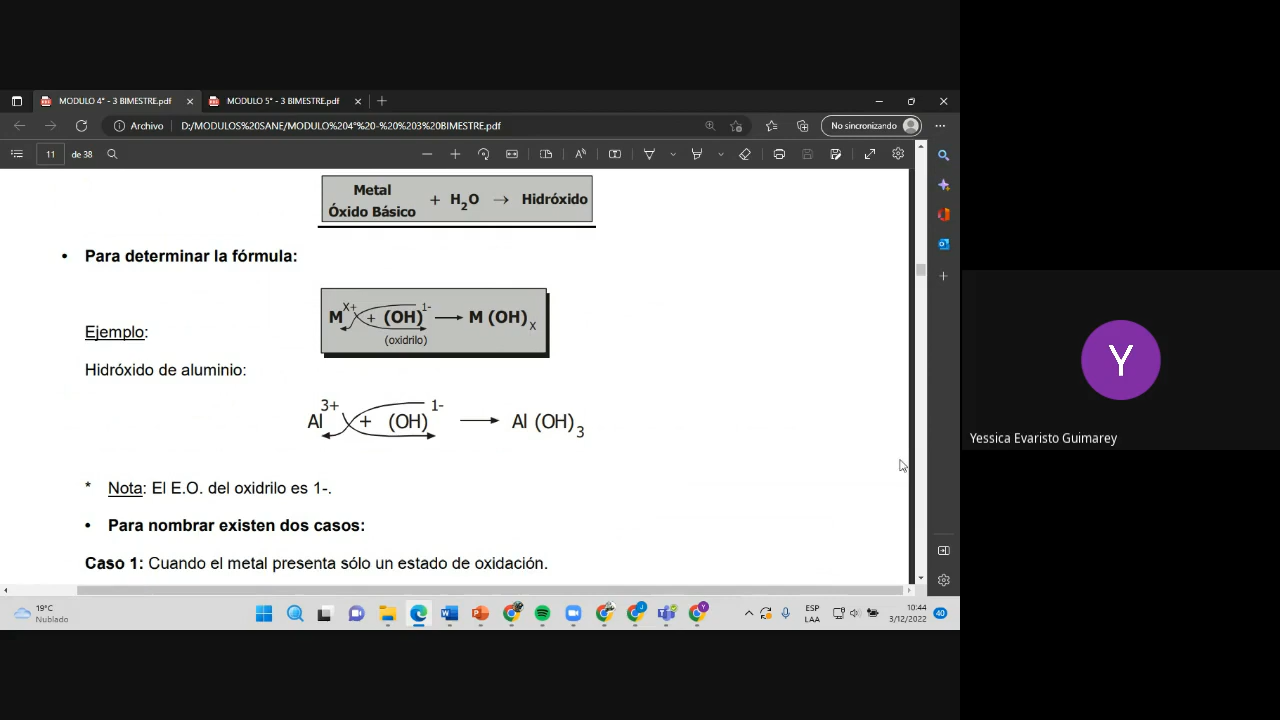 MODULO 4° - 3 BIMESTRE.pdf
MODULO 5° - 3 BIMESTRE.pdf
Archivo
D:/MODULOS%20SANE/MODULO%204°%20-%20%203%20BIMESTRE.pdf
No sincronizando
11 de 38
Metal
Óxido Básico + H2O → Hidróxido
• Para determinar la fórmula:
M X+ + (OH) 1- → M (OH)X
(oxidrilo)
Ejemplo:
Hidróxido de aluminio:
Al 3+ + (OH) 1- → Al (OH)3
* Nota: El E.O. del oxidrilo es 1-.
• Para nombrar existen dos casos:
Caso 1: Cuando el metal presenta sólo un estado de oxidación.
Y
Yessica Evaristo Guimarey
19°C
Nublado
ESP
LAA
10:44
3/12/2022
40